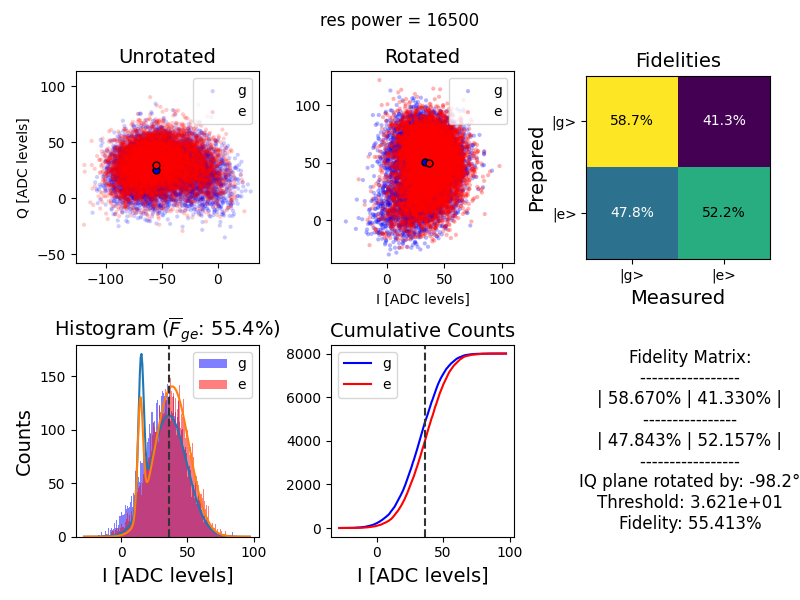 res power = 16500
Unrotated
Q [ADC levels]
100
50
0
−50
−100
−50
0
g
e
Rotated
100
50
0
0
50
100
I [ADC levels]
g
e
Fidelities
Prepared
|g>
|e>
58.7%
41.3%
47.8%
52.2%
|g>
|e>
Measured
Histogram (F̅ge: 55.4%)
Counts
150
100
50
0
0
50
100
I [ADC levels]
g
e
Cumulative Counts
8000
6000
4000
2000
0
0
50
100
I [ADC levels]
g
e
Fidelity Matrix:
-----------------
| 58.670% | 41.330% |
----------------
| 47.843% | 52.157% |
-----------------
IQ plane rotated by: -98.2°
Threshold: 3.621e+01
Fidelity: 55.413%